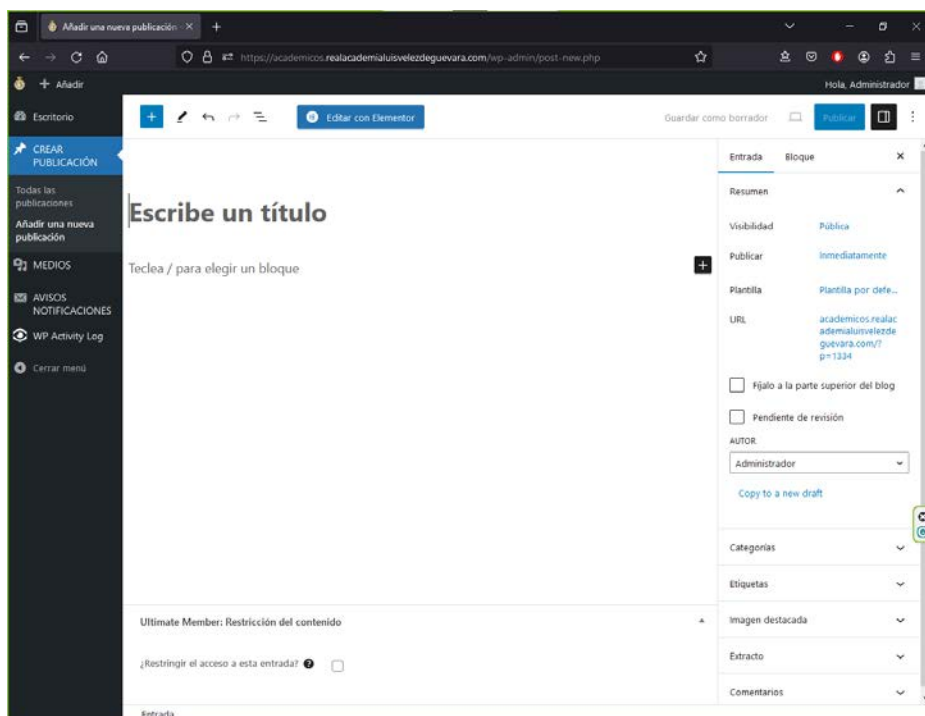 Añadir una nueva publicación -
https://academicos.realacademialuisvelezdeguevara.com/wp-admin/post-new.php
Añadir
Hola, Administrador
Escritorio
CREAR
PUBLICACIÓN
Todas las
publicaciones
Añadir una nueva
publicación
MEDIOS
AVISOS
NOTIFICACIONES
WP Activity Log
Cerrar menú
Editar con Elementor
Guardar como borrador
Publicar
Escribe un título
Teclea / para elegir un bloque
Entrada Bloque
Resumen
Visibilidad Pública
Publicar Inmediatamente
Plantilla Plantilla por defe...
URL academicos.realac
ademialuisvelezde
guevara.com/?
p=1334
Fíjalo a la parte superior del blog
Pendiente de revisión
AUTOR
Administrador
Copy to a new draft
Categorías
Etiquetas
Imagen destacada
Extracto
Comentarios
Ultimate Member: Restricción del contenido
¿Restringir el acceso a esta entrada?
Entrada